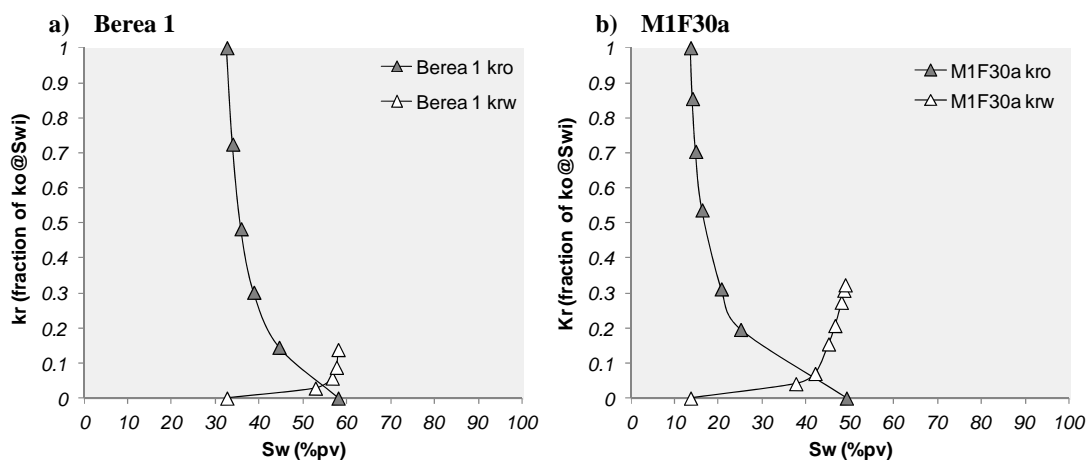 a) Berea 1
kr (fraction of ko@Swi)
1
0.9
0.8
0.7
0.6
0.5
0.4
0.3
0.2
0.1
0
Berea 1 kro
Berea 1 krw
0 10 20 30 40 50 60 70 80 90 100
Sw (%pv)
b) M1F30a
Kr (fraction of ko@Swi)
1
0.9
0.8
0.7
0.6
0.5
0.4
0.3
0.2
0.1
0
M1F30a kro
M1F30a krw
0 10 20 30 40 50 60 70 80 90 100
Sw (%pv)